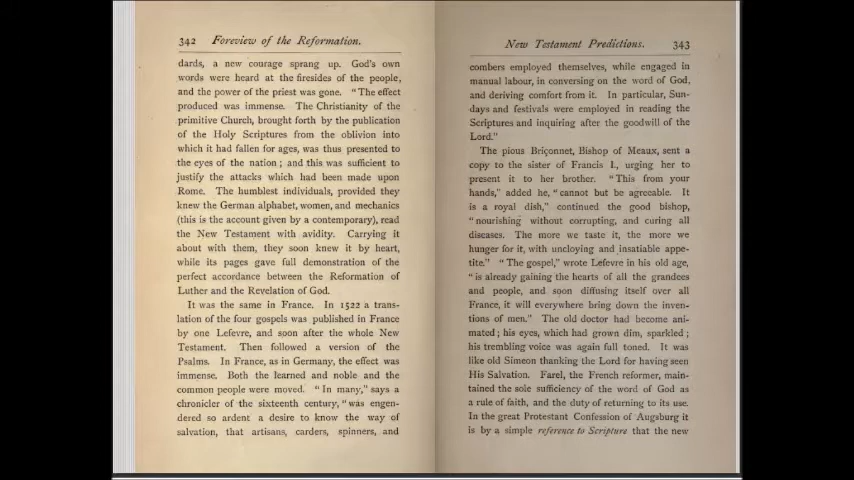 342 Foreview of the Reformation.
dards, a new courage sprang up. God's own
words were heard at the firesides of the people,
and the power of the priest was gone. "The effect
produced was immense. The Christianity of the
primitive Church, brought forth by the publication
of the Holy Scriptures from the oblivion into
which it had fallen for ages, was thus presented to
the eyes of the nation; and this was sufficient to
justify the attacks which had been made upon
Rome. The humblest individuals, provided they
knew the German alphabet, women, and mechanics
(this is the account given by a contemporary), read
the New Testament with avidity. Carrying it
about with them, they soon knew it by heart,
while its pages gave full demonstration of the
perfect accordance between the Reformation of
Luther and the Revelation of God.
It was the same in France. In 1522 a trans-
lation of the four gospels was published in France
by one Lefevre, and soon after the whole New
Testament. Then followed a version of the
Psalms. In France, as in Germany, the effect was
immense. Both the learned and noble and the
common people were moved. "In many," says a
chronicler of the sixteenth century, "was engen-
dered so ardent a desire to know the way of
salvation, that artisans, carders, spinners, and
New Testament Predictions. 343
combers employed themselves, while engaged in
manual labour, in conversing on the word of God,
and deriving comfort from it. In particular, Sun-
days and festivals were employed in reading the
Scriptures and inquiring after the goodwill of the
Lord."
The pious Briçonnet, Bishop of Meaux, sent a
copy to the sister of Francis I., urging her to
present it to her brother. "This from your
hands," added he, "cannot but be agreeable. It
is a royal dish," continued the good bishop,
"nourishing without corrupting, and curing all
diseases. The more we taste it, the more we
hunger for it, with uncloying and insatiable appe-
tite." "The gospel," wrote Lefevre in his old age,
"is already gaining the hearts of all the grandees
and people, and soon diffusing itself over all
France, it will everywhere bring down the inven-
tions of men." The old doctor had become ani-
mated; his eyes, which had grown dim, sparkled;
his trembling voice was again full toned. It was
like old Simeon thanking the Lord for having seen
His Salvation. Farel, the French reformer, main-
tained the sole sufficiency of the word of God as
a rule of faith, and the duty of returning to its use.
In the great Protestant Confession of Augsburg it
is by a simple reference to Scripture that the new